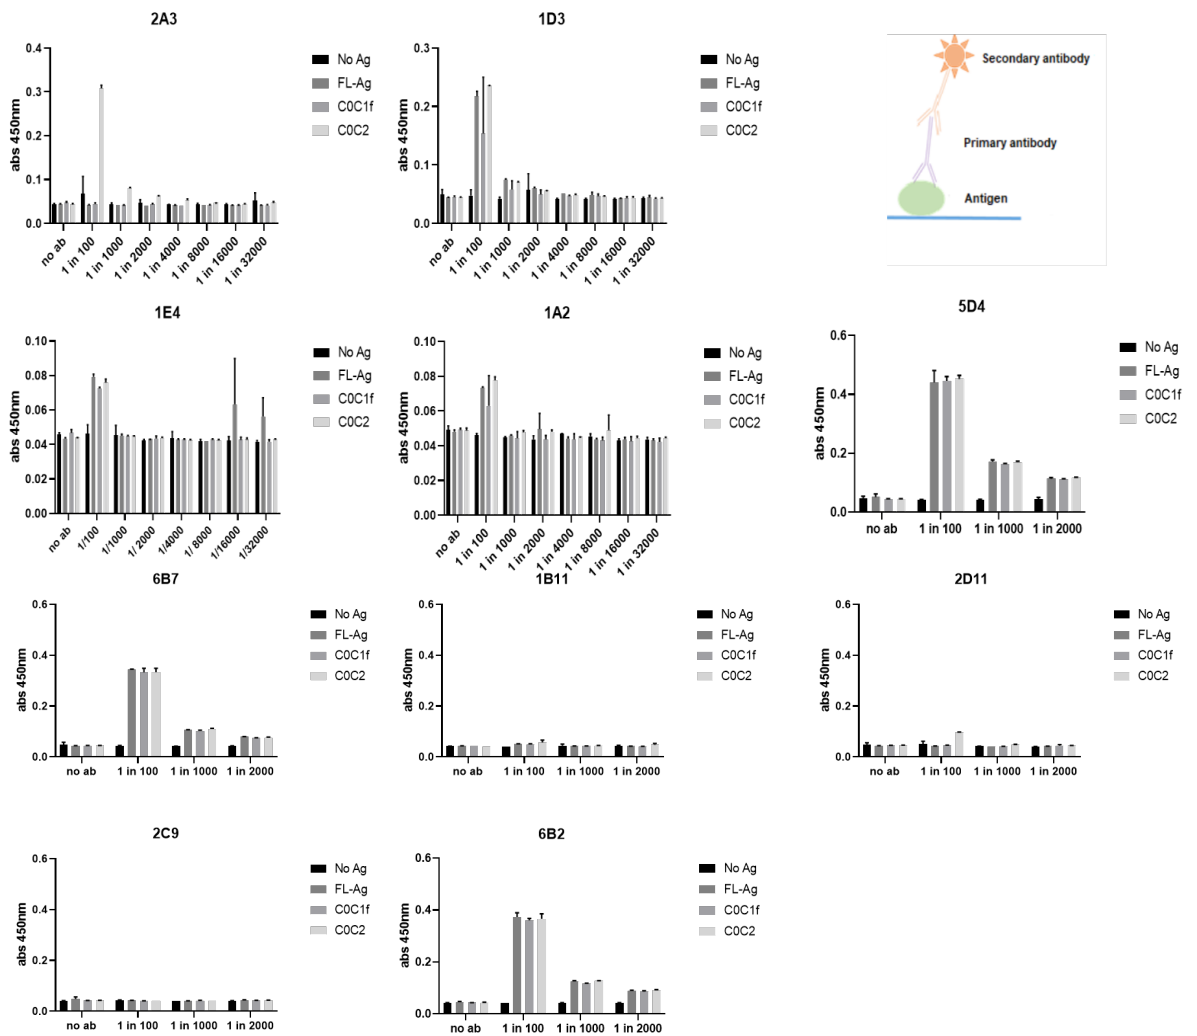 2A3
abs 450nm
0.4
0.3
0.2
0.1
0.0
no ab
1 in 100
1 in 1000
1 in 2000
1 in 4000
1 in 8000
1 in 16000
1 in 32000
No Ag
FL-Ag
C0C1f
C0C2
1D3
abs 450nm
0.3
0.2
0.1
0.0
no ab
1 in 100
1 in 1000
1 in 2000
1 in 4000
1 in 8000
1 in 16000
1 in 32000
No Ag
FL-Ag
C0C1f
C0C2
Secondary antibody
Primary antibody
Antigen
1E4
abs 450nm
0.10
0.08
0.06
0.04
0.02
0.00
no ab
1/100
1/1000
1/ 2000
1/4000
1/ 8000
1/16000
1/32000
No Ag
FL-Ag
C0C1f
C0C2
1A2
abs 450nm
0.10
0.08
0.06
0.04
0.02
0.00
no ab
1 in 100
1 in 1000
1 in 2000
1 in 4000
1 in 8000
1 in 16000
1 in 32000
No Ag
FL-Ag
C0C1f
C0C2
5D4
abs 450nm
0.6
0.4
0.2
0.0
no ab
1 in 100
1 in 1000
1 in 2000
No Ag
FL-Ag
C0C1f
C0C2
6B7
abs 450nm
0.6
0.4
0.2
0.0
no ab
1 in 100
1 in 1000
1 in 2000
No Ag
FL-Ag
C0C1f
C0C2
1B11
abs 450nm
0.6
0.4
0.2
0.0
no ab
1 in 100
1 in 1000
1 in 2000
No Ag
FL-Ag
C0C1f
C0C2
2D11
abs 450nm
0.6
0.4
0.2
0.0
no ab
1 in 100
1 in 1000
1 in 2000
No Ag
FL-Ag
C0C1f
C0C2
2C9
abs 450nm
0.6
0.4
0.2
0.0
no ab
1 in 100
1 in 1000
1 in 2000
No Ag
FL-Ag
C0C1f
C0C2
6B2
abs 450nm
0.6
0.4
0.2
0.0
no ab
1 in 100
1 in 1000
1 in 2000
No Ag
FL-Ag
C0C1f
C0C2